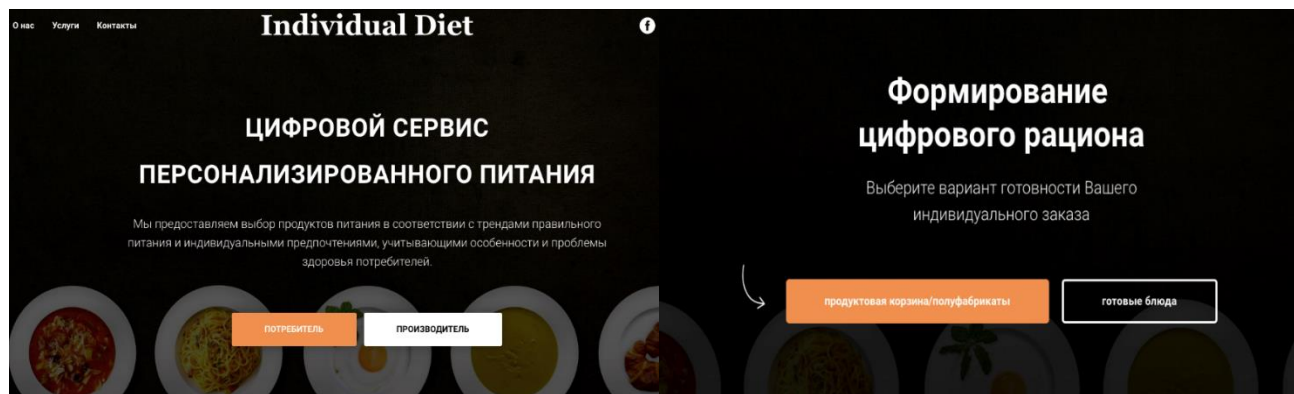 О нас Услуги Контакты
Individual Diet
ЦИФРОВОЙ СЕРВИС
ПЕРСОНАЛИЗИРОВАННОГО ПИТАНИЯ
Мы предоставляем выбор продуктов питания в соответствии с трендами правильного
питания и индивидуальными предпочтениями, учитывающими особенности и проблемы
здоровья потребителей.
ПОТРЕБИТЕЛЬ ПРОИЗВОДИТЕЛЬ
Формирование
цифрового рациона
Выберите вариант готовности Вашего
индивидуального заказа
продуктовая корзина/полуфабрикаты готовые блюда